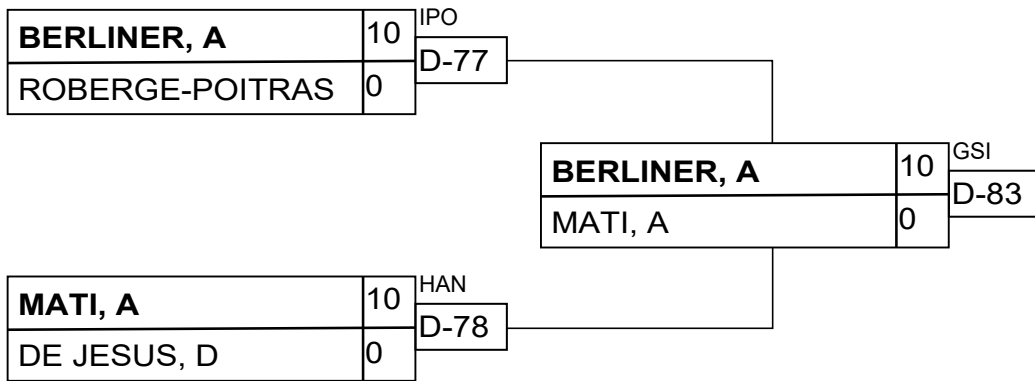 BERLINER, A 10 IPO
ROBERGE-POITRAS 0 D-77
BERLINER, A 10 GSI
MATI, A 0 D-83
MATI, A 10 HAN
DE JESUS, D 0 D-78